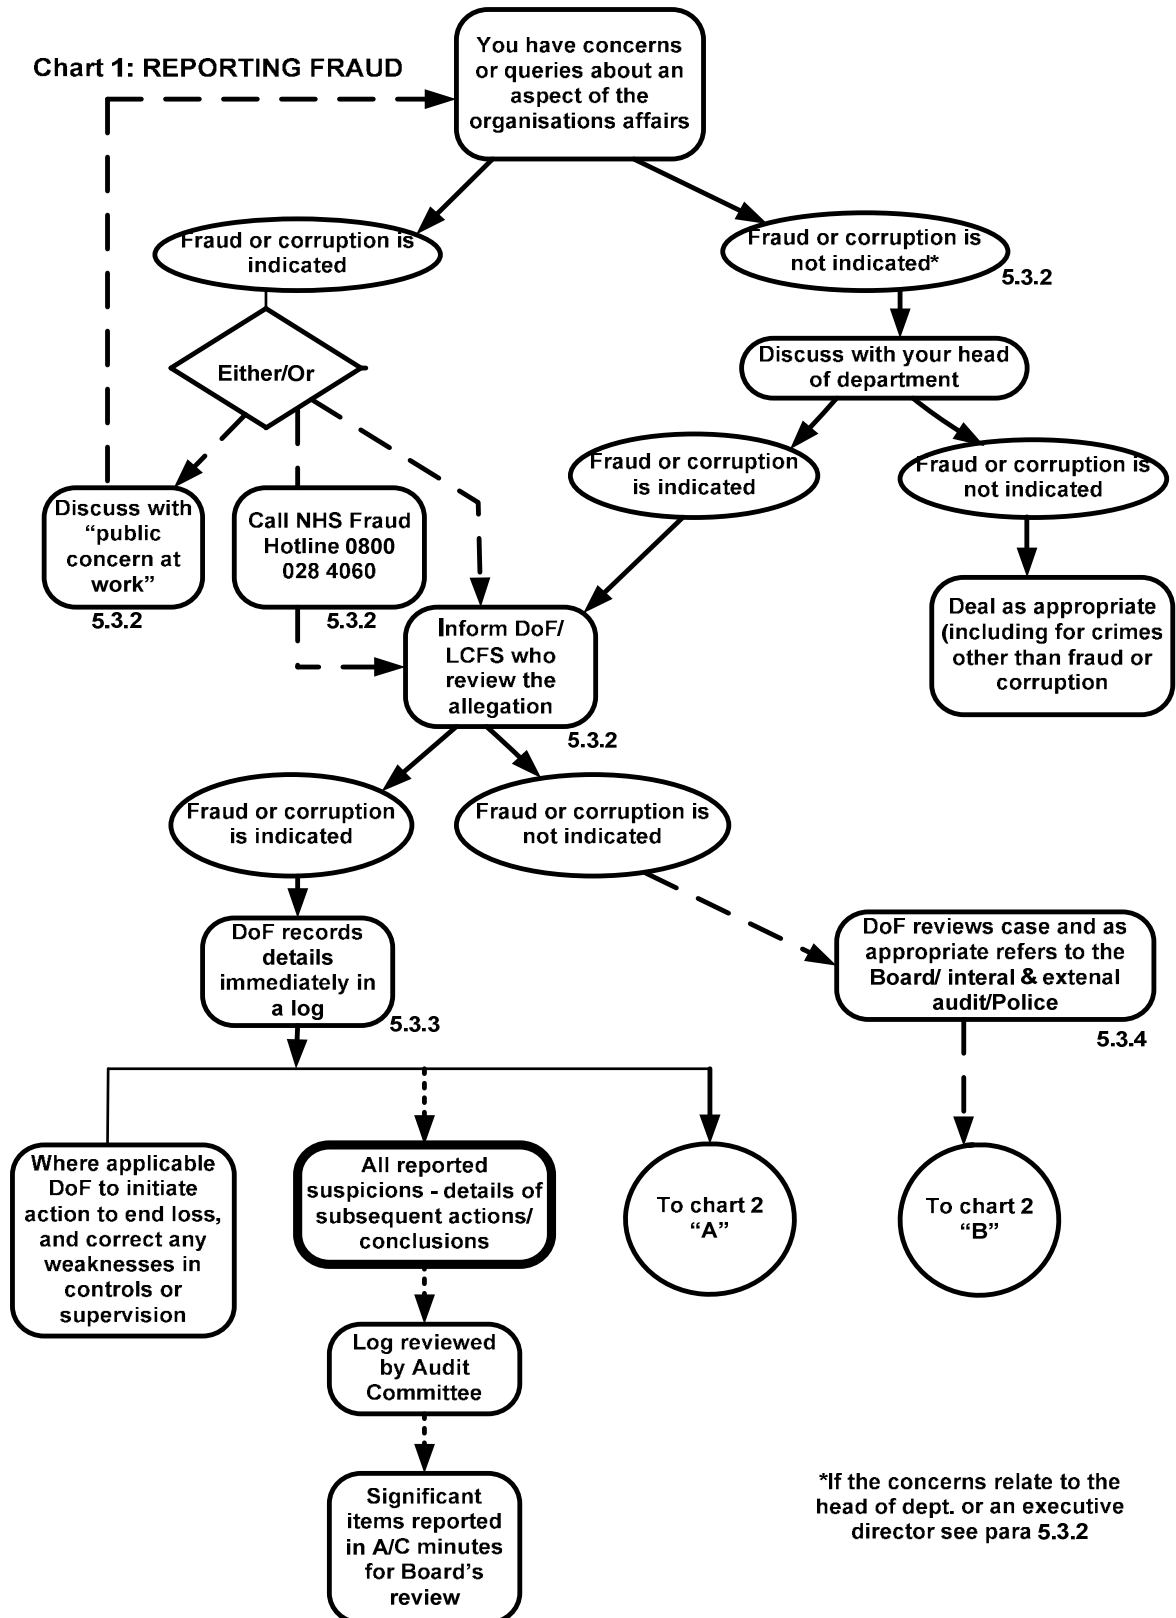 Chart 1: REPORTING FRAUD
You have concerns
or queries about an
aspect of the
organisations affairs
Fraud or corruption is
indicated
Fraud or corruption is
not indicated*
5.3.2
Either/Or
Discuss with your head
of department
Fraud or corruption
is indicated
Fraud or corruption is
not indicated
Discuss with
“public
concern at
work”
5.3.2
Call NHS Fraud
Hotline 0800
028 4060
5.3.2
Inform DoF/
LCFS who
review the
allegation
5.3.2
Deal as appropriate
(including for crimes
other than fraud or
corruption
Fraud or corruption
is indicated
Fraud or corruption is
not indicated
DoF records
details
immediately in
a log
5.3.3
DoF reviews case and as
appropriate refers to the
Board/ interal & extenal
audit/Police
5.3.4
Where applicable
DoF to initiate
action to end loss,
and correct any
weaknesses in
controls or
supervision
All reported
suspicions - details of
subsequent actions/
conclusions
To chart 2
“A”
To chart 2
“B”
Log reviewed
by Audit
Committee
Significant
items reported
in A/C minutes
for Board’s
review
*If the concerns relate to the
head of dept. or an executive
director see para 5.3.2